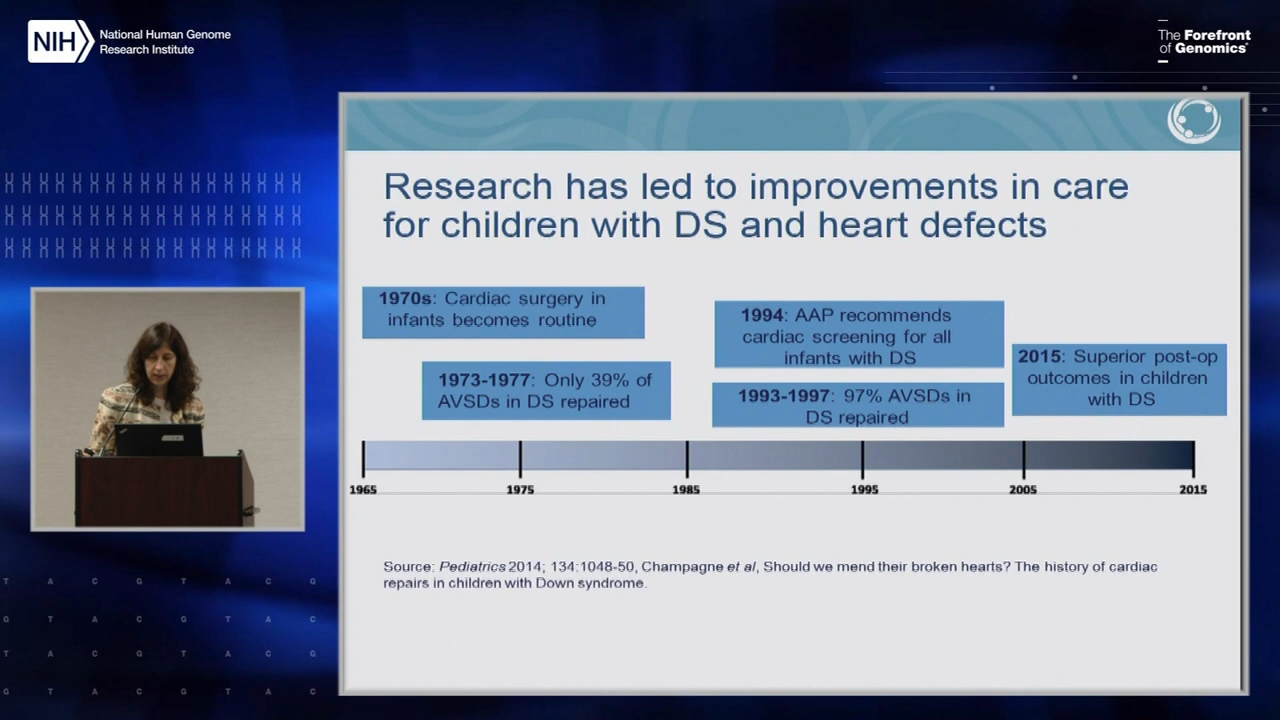 NIH
National Human Genome
Research Institute
The Forefront
of Genomics®
Research has led to improvements in care
for children with DS and heart defects
1970s: Cardiac surgery in
infants becomes routine
1973-1977: Only 39% of
AVSDs in DS repaired
1994: AAP recommends
cardiac screening for all
infants with DS
1993-1997: 97% AVSDs in
DS repaired
2015: Superior post-op
outcomes in children
with DS
1965 1975 1985 1995 2005 2015
Source: Pediatrics 2014; 134:1048-50, Champagne et al, Should we mend their broken hearts? The history of cardiac
repairs in children with Down syndrome.
T A C G T A C G
G T A C G T A C
T A C G T A C G
G T A C G T A C